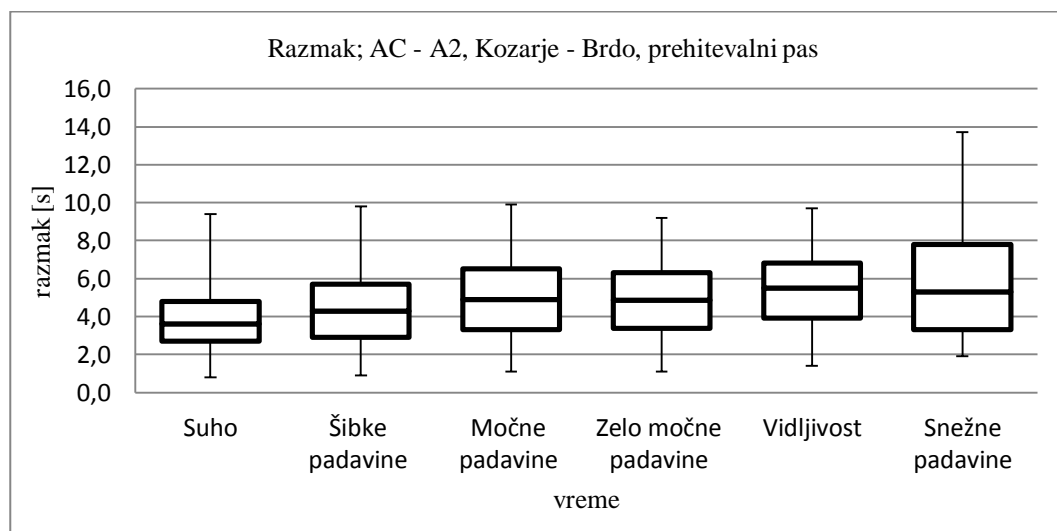 Razmak; AC - A2, Kozarje - Brdo, prehitevalni pas
16,0
14,0
12,0
10,0
8,0
6,0
4,0
2,0
0,0
razmak [s]
Suho
Šibke
padavine
Močne
padavine
Zelo močne
padavine
Vidljivost
Snežne
padavine
vreme